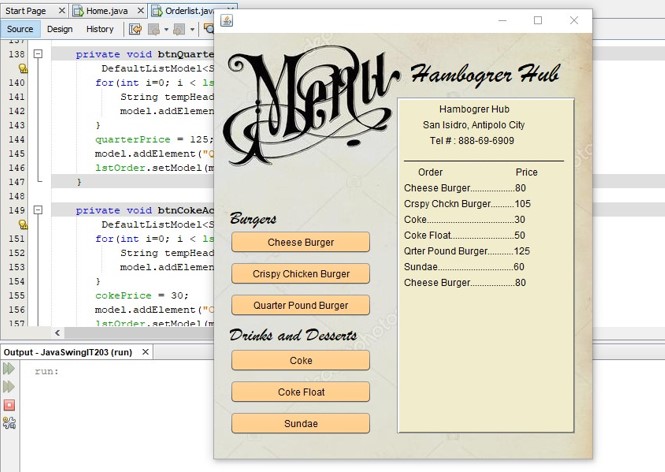 Start Page
Home.java
Orderlist.java
Source
Design
History
138 private void btnQuarte
DefaultListModel<S
140 for(int i=0; i < ls
141 String tempHead
142 model.addElemen
143 }
144 quarterPrice = 125;
145 model.addElement("Q
146 lstOrder.setModel(m
147 }
148
149 private void btnCokeAc
DefaultListModel<S
151 for(int i=0; i < ls
152 String tempHead
153 model.addElemen
154 }
155 cokePrice = 30;
156 model.addElement("C
157 lstOrder.setModel(m
Output - JavaSwingIT203 (run)
run:
Menu
Hambogrer Hub
Hambogrer Hub
San Isidro, Antipolo City
Tel # : 888-69-6909
Order Price
Cheese Burger....................80
Crspy Chckn Burger.........105
Coke.................................30
Coke Float.........................50
Qrter Pound Burger..........125
Sundae.............................60
Cheese Burger....................80
Burgers
Cheese Burger
Crispy Chicken Burger
Quarter Pound Burger
Drinks and Desserts
Coke
Coke Float
Sundae